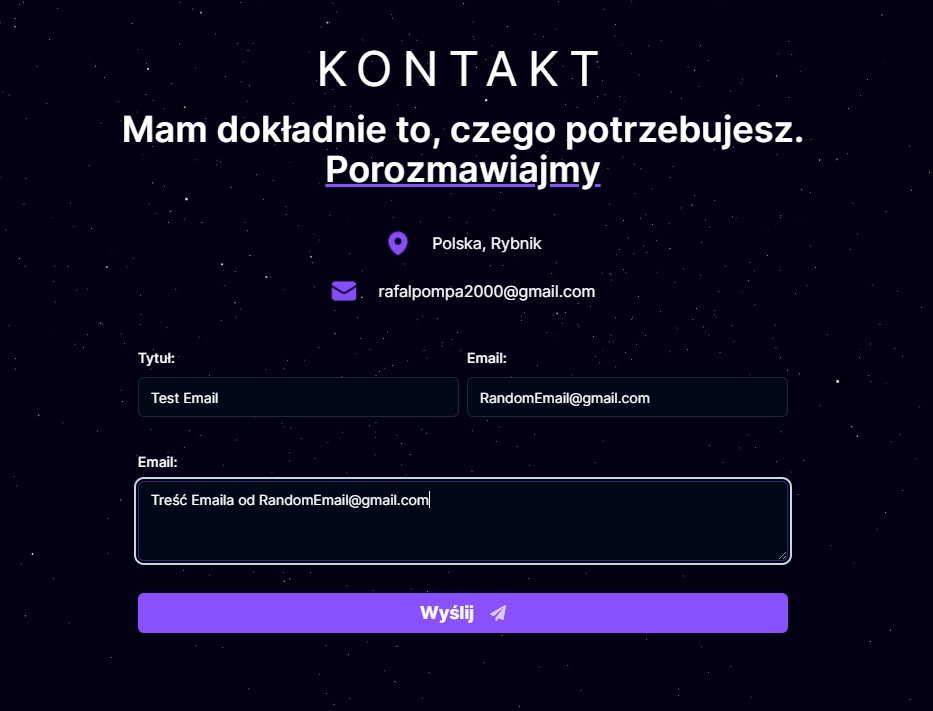 KONTAKT
Mam dokładnie to, czego potrzebujesz.
Porozmawiajmy
Polska, Rybnik
rafalpompa2000@gmail.com
Tytuł:
Email:
Test Email
RandomEmail@gmail.com
Email:
Treść Emaila od RandomEmail@gmail.com
Wyślij